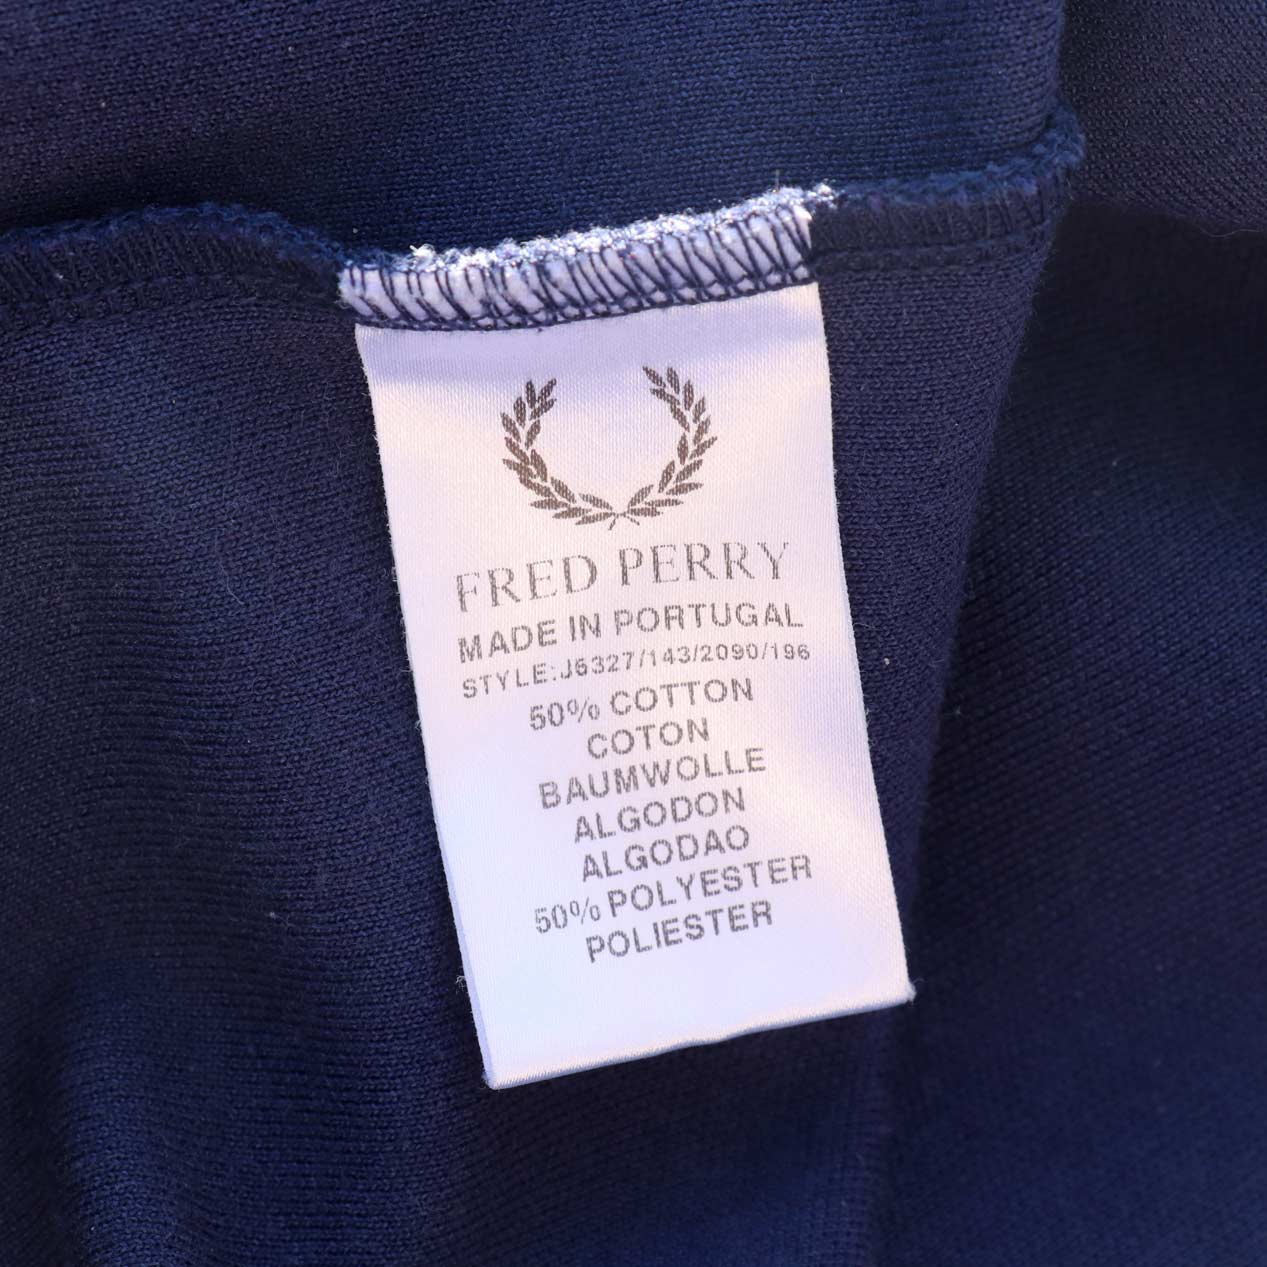 FRED PERRY
MADE IN PORTUGAL
STYLE:J6327/143/2090/196
50% COTTON
COTON
BAUMWOLLE
ALGODON
ALGODAO
50% POLYESTER
POLIESTER